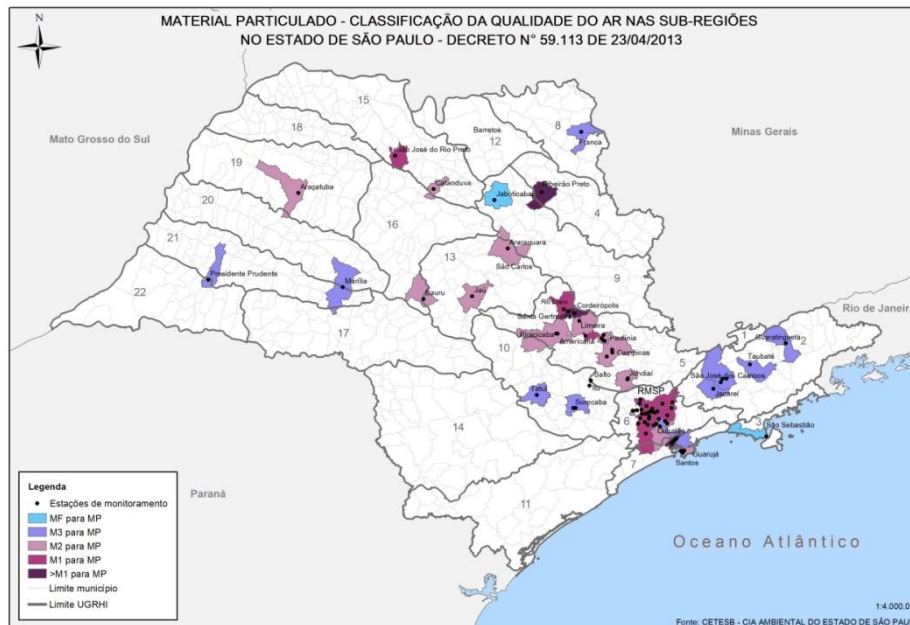 MATERIAL PARTICULADO - CLASSIFICAÇÃO DA QUALIDADE DO AR NAS SUB-REGIÕES
NO ESTADO DE SÃO PAULO - DECRETO N° 59.113 DE 23/04/2013
N
Mato Grosso do Sul
Minas Gerais
Rio de Janeiro
Paraná
Oceano Atlântico
15
18
12
Barretos
8
Franca
São José do Rio Preto
19
Araçatuba
Catanduva
Jaboticabal
Ribeirão Preto
20
16
4
21
Araraquara
13
São Carlos
9
Presidente Prudente
Marília
22
Bauru
Jaú
17
Rio Claro
Cordeirópolis
Santa Gertrudes
Limeira
Piracicaba
Americana
Paulínia
Campinas
10
5
Jundiaí
Salto
Itu
Tatuí
Sorocaba
1
Guaratinguetá
2
Taubaté
São José dos Campos
Jacareí
RMSP
6
3
São Sebastião
Cubatão
Guarujá
Santos
7
14
11
Legenda
Estações de monitoramento
MF para MP
M3 para MP
M2 para MP
M1 para MP
>M1 para MP
Limite município
Limite UGRHI
1:4.000.0
Fonte: CETESB - CIA AMBIENTAL DO ESTADO DE SÃO PAUL